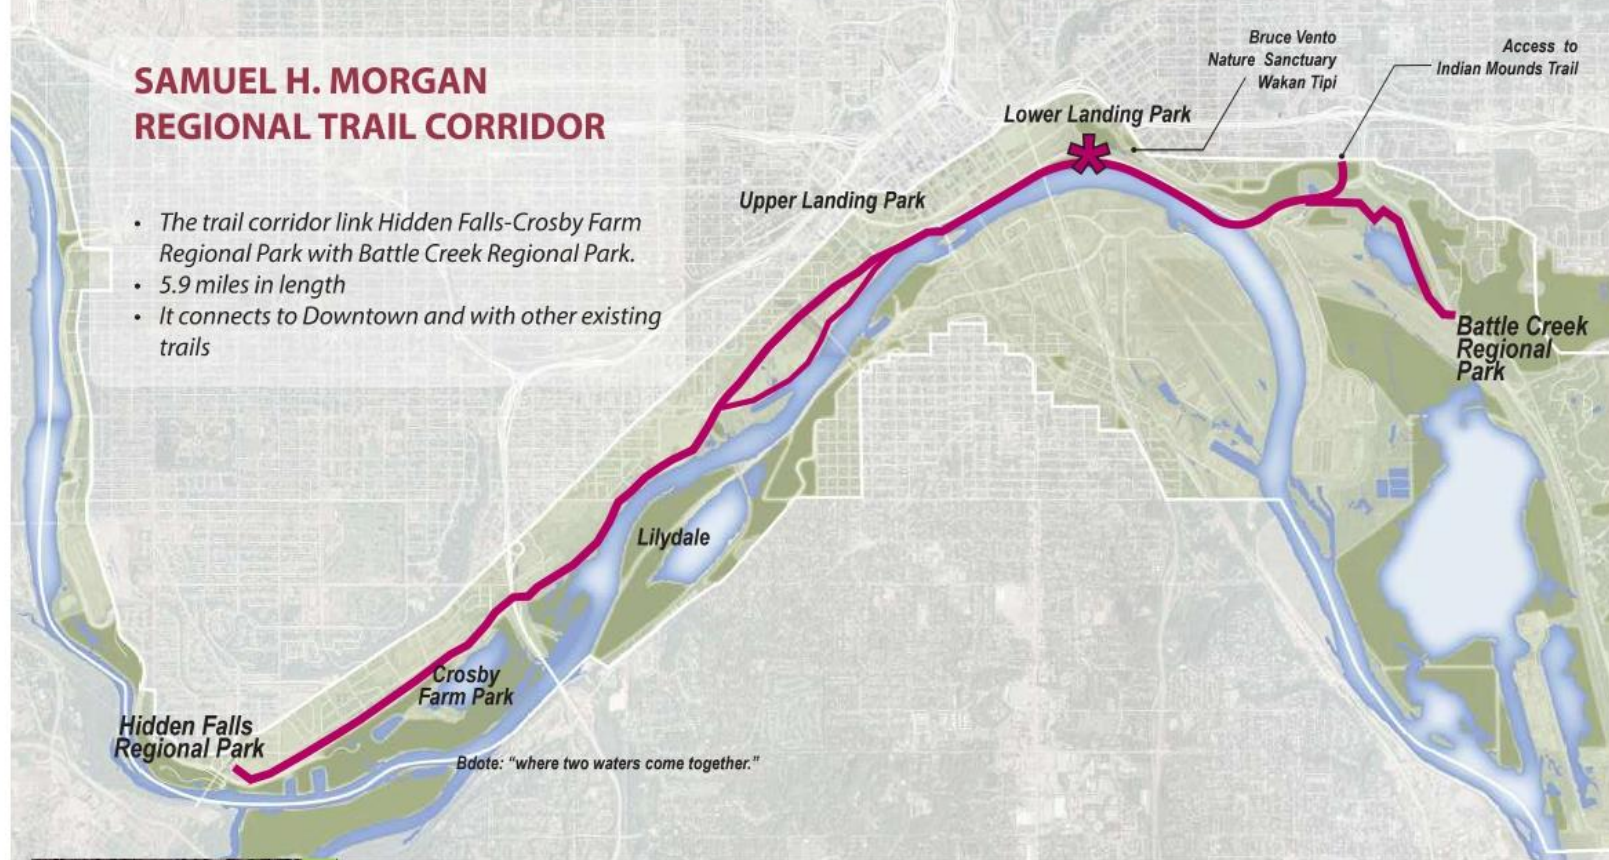 SAMUEL H. MORGAN
REGIONAL TRAIL CORRIDOR
• The trail corridor link Hidden Falls-Crosby Farm
Regional Park with Battle Creek Regional Park.
• 5.9 miles in length
• It connects to Downtown and with other existing
trails
Bruce Vento
Nature Sanctuary
Wakan Tipi
Access to
Indian Mounds Trail
Lower Landing Park
Upper Landing Park
Battle Creek
Regional
Park
Lilydale
Crosby
Farm Park
Hidden Falls
Regional Park
Bdote: “where two waters come together.”